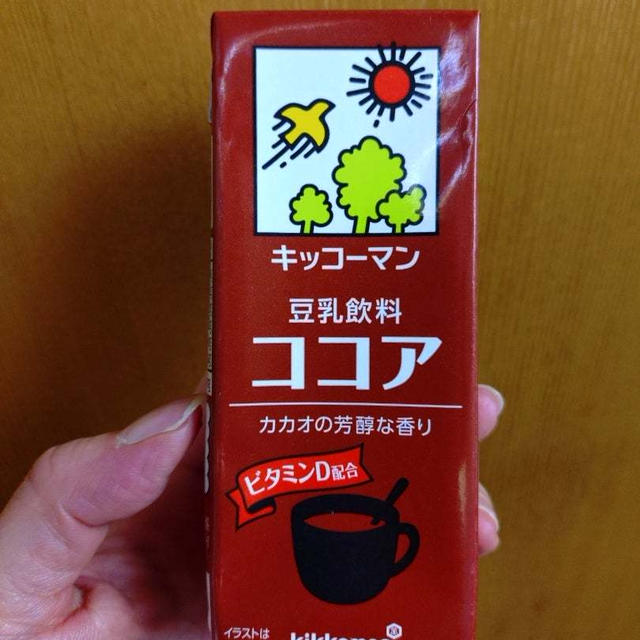 キッコーマン
豆乳飲料
ココア
カカオの芳醇な香り
ビタミンD配合
イラストは
kikkoman